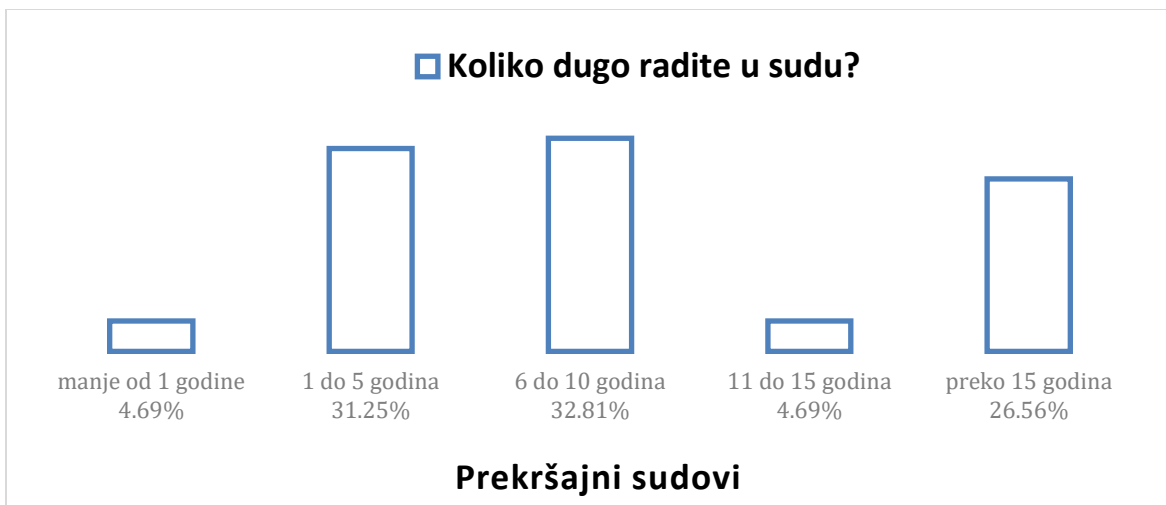 Koliko dugo radite u sudu?
manje od 1 godine
4.69%
1 do 5 godina
31.25%
6 do 10 godina
32.81%
11 do 15 godina
4.69%
preko 15 godina
26.56%
Prekršajni sudovi